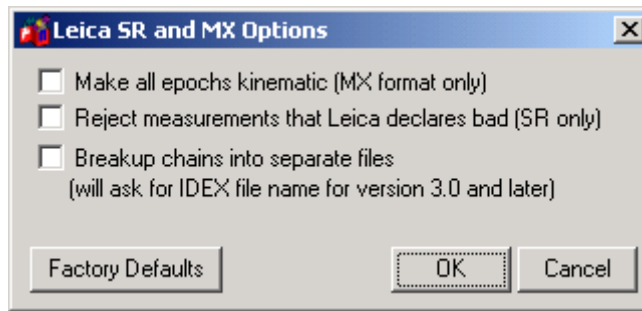 Leica SR and MX Options
Make all epochs kinematic (MX format only)
Reject measurements that Leica declares bad (SR only)
Breakup chains into separate files
(will ask for IDEX file name for version 3.0 and later)
Factory Defaults OK Cancel